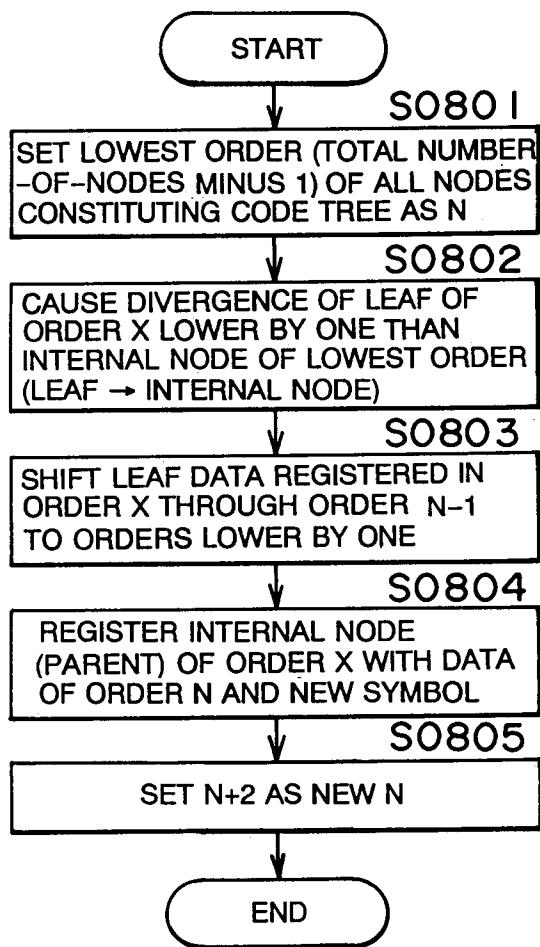 START
S0801
SET LOWEST ORDER (TOTAL NUMBER
-OF-NODES MINUS 1) OF ALL NODES
CONSTITUTING CODE TREE AS N
S0802
CAUSE DIVERGENCE OF LEAF OF
ORDER X LOWER BY ONE THAN
INTERNAL NODE OF LOWEST ORDER
(LEAF → INTERNAL NODE)
S0803
SHIFT LEAF DATA REGISTERED IN
ORDER X THROUGH ORDER N-1
TO ORDERS LOWER BY ONE
S0804
REGISTER INTERNAL NODE
(PARENT) OF ORDER X WITH DATA
OF ORDER N AND NEW SYMBOL
S0805
SET N+2 AS NEW N
END